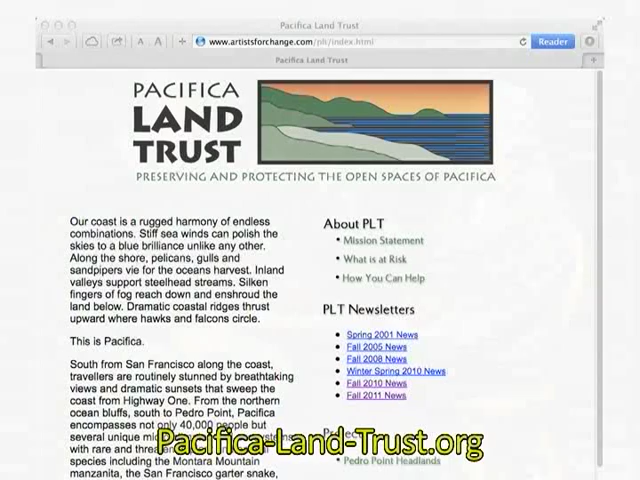 Pacifica Land Trust
A A
www.artistsforchange.com/plt/index.html
Reader
Pacifica Land Trust
PACIFICA
LAND
TRUST
PRESERVING AND PROTECTING THE OPEN SPACES OF PACIFICA
Our coast is a rugged harmony of endless
combinations. Stiff sea winds can polish the
skies to a blue brilliance unlike any other.
Along the shore, pelicans, gulls and
sandpipers vie for the oceans harvest. Inland
valleys support steelhead streams. Silken
fingers of fog reach down and enshroud the
land below. Dramatic coastal ridges thrust
upward where hawks and falcons circle.
This is Pacifica.
South from San Francisco along the coast,
travellers are routinely stunned by breathtaking
views and dramatic sunsets that sweep the
coast from Highway One. From the northern
ocean bluffs, south to Pedro Point, Pacifica
encompasses not only 40,000 people but
several unique
with rare and
species including the Montara Mountain
manzanita, the San Francisco garter snake,
About PLT
• Mission Statement
• What is at Risk
• How You Can Help
PLT Newsletters
• Spring 2001 News
• Fall 2005 News
• Fall 2008 News
• Winter Spring 2010 News
• Fall 2010 News
• Fall 2011 News
• Pedro Point Headlands
Pacifica-Land-Trust.org